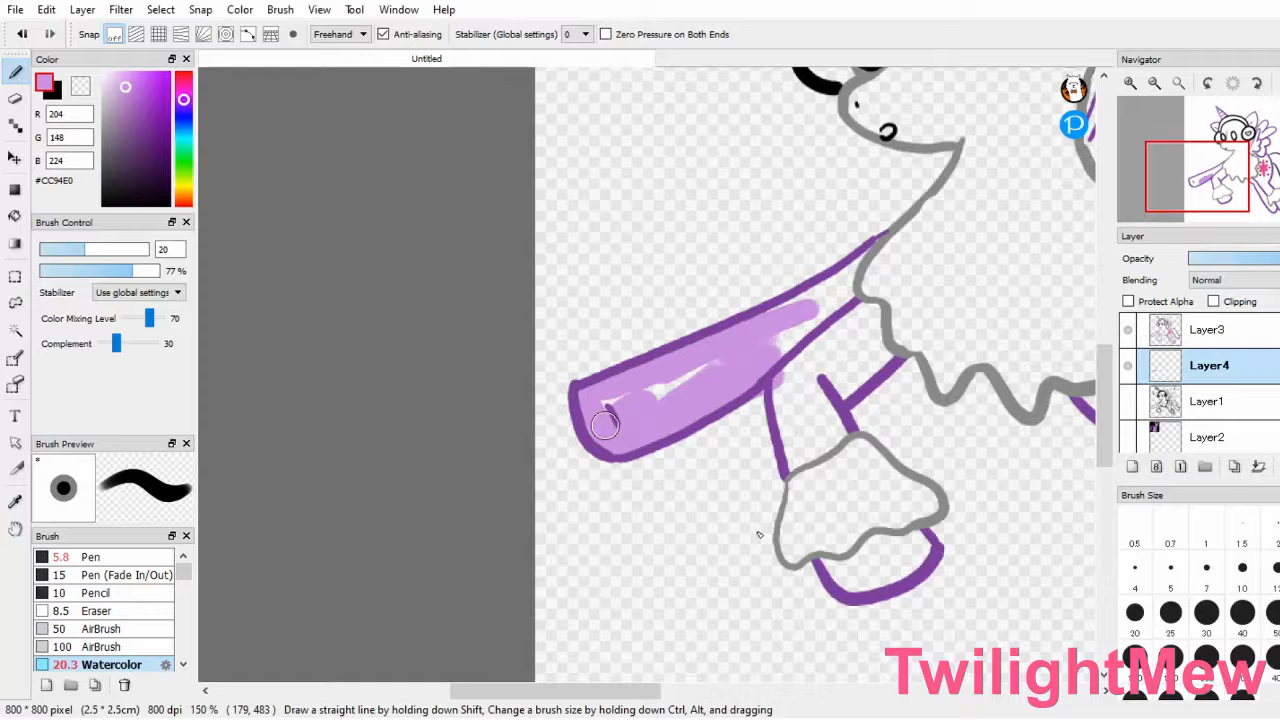 File Edit Layer Filter Select Snap Color Brush View Tool Window Help
Snap off Freehand Anti-aliasing Stabilizer (Global settings) 0 Zero Pressure on Both Ends
Color
Untitled
Navigator
R 204
G 148
B 224
#CC94E0
Brush Control
20
77 %
Stabilizer Use global settings
Color Mixing Level 70
Complement 30
Layer
Opacity
Blending Normal
Protect Alpha Clipping
Layer3
Layer4
Layer1
Layer2
Brush Preview
*
Brush Size
0.5 0.7 1 1.5
4 5 7 10
20 25 30 40
Brush
5.8 Pen
15 Pen (Fade In/Out)
10 Pencil
8.5 Eraser
50 AirBrush
100 AirBrush
20.3 Watercolor
TwilightMew
800 * 800 pixel (2.5 * 2.5cm) 800 dpi 150 % ( 179, 483 ) Draw a straight line by holding down Shift, Change a brush size by holding down Ctrl, Alt, and dragging